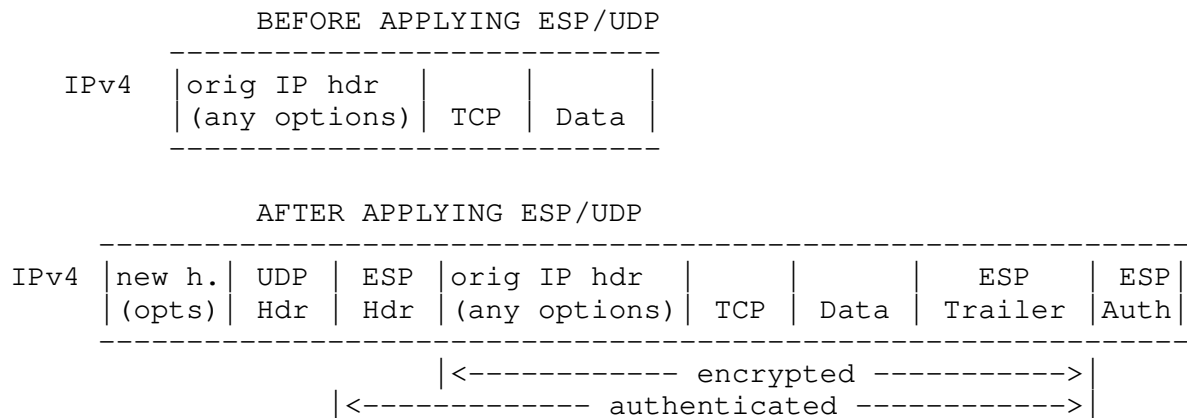 BEFORE APPLYING ESP/UDP
----------------------------
IPv4  |orig IP hdr  |     |      |
      |(any options)| TCP | Data |
----------------------------
AFTER APPLYING ESP/UDP
--------------------------------------------------------------
IPv4 |new h.| UDP | ESP |orig IP hdr  |     |      |   ESP   | ESP|
     |(opts)| Hdr | Hdr |(any options)| TCP | Data | Trailer |Auth|
--------------------------------------------------------------
|<------------ encrypted ----------->|
|<------------- authenticated ------------>|